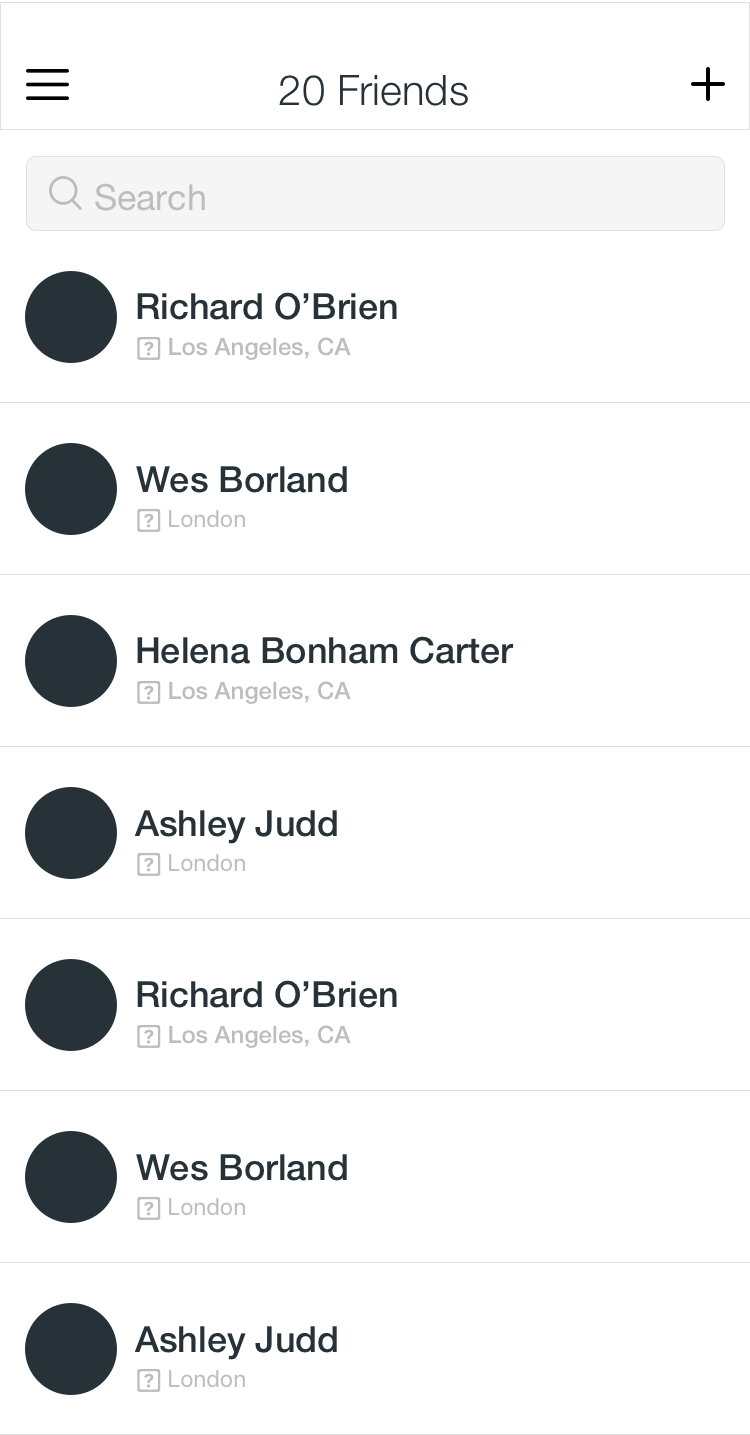 20 Friends
Search
Richard O’Brien
Los Angeles, CA
Wes Borland
London
Helena Bonham Carter
Los Angeles, CA
Ashley Judd
London
Richard O’Brien
Los Angeles, CA
Wes Borland
London
Ashley Judd
London